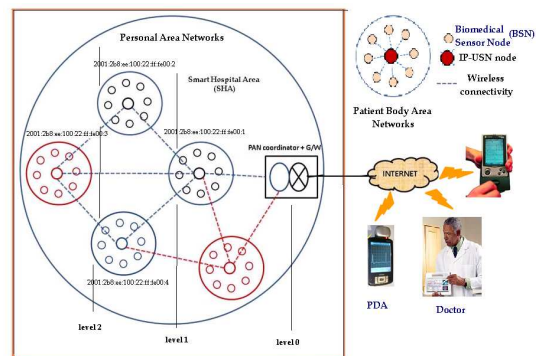 Personal Area Networks
2001:2b8:ee:100:22:ff:fe00:2
Smart Hospital Area
(SHA)
2001:2b8:ee:100:22:ff:fe00:3
2001:2b8:ee:100:22:ff:fe00:1
PAN coordinator + G/W
2001:2b8:ee:100:22:ff:fe00:4
level 2
level 1
level 0
Biomedical (BSN)
Sensor Node
IP-USN node
Wireless
connectivity
Patient Body Area
Networks
INTERNET
PDA
Doctor